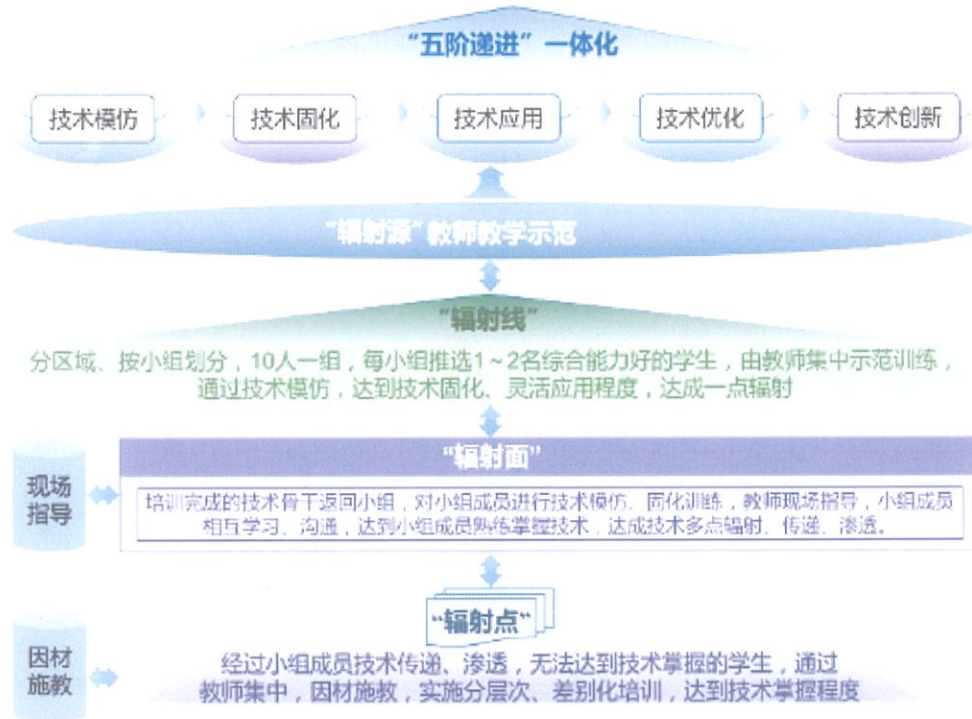 “五阶递进”一体化
技术模仿 技术固化 技术应用 技术优化 技术创新
“辐射源”教师教学示范
“辐射线”
分区域、按小组划分，10人一组，每小组推选1～2名综合能力好的学生，由教师集中示范训练，
通过技术模仿，达到技术固化、灵活应用程度，达成一点辐射
“辐射面”
现场
指导
培训完成的技术骨干返回小组，对小组成员进行技术模仿、固化训练，教师现场指导，小组成员
相互学习、沟通，达到小组成员熟练掌握技术，达成技术多点辐射、传递、渗透。
“辐射点”
因材
施教
经过小组成员技术传递、渗透，无法达到技术掌握的学生，通过
教师集中，因材施教，实施分层次、差别化培训，达到技术掌握程度